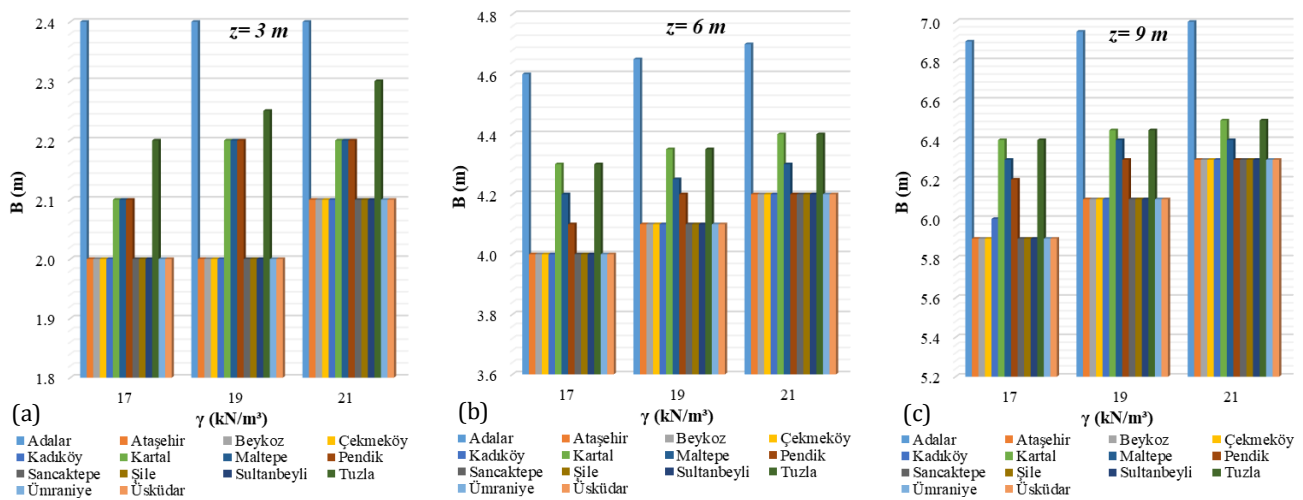 z= 3 m
2.4
2.3
2.2
2.1
2.0
1.9
1.8
B (m)
17 19 21
(a) γ (kN/m³)
Adalar Ataşehir Beykoz Çekmeköy
Kadıköy Kartal Maltepe Pendik
Sancaktepe Şile Sultanbeyli Tuzla
Ümraniye Üsküdar
z= 6 m
4.8
4.6
4.4
4.2
4.0
3.8
3.6
B (m)
17 19 21
(b) γ (kN/m³)
Adalar Ataşehir Beykoz Çekmeköy
Kadıköy Kartal Maltepe Pendik
Sancaktepe Şile Sultanbeyli Tuzla
Ümraniye Üsküdar
z= 9 m
7.0
6.8
6.6
6.4
6.2
6.0
5.8
5.6
5.4
5.2
B (m)
17 19 21
(c) γ (kN/m³)
Adalar Ataşehir Beykoz Çekmeköy
Kadıköy Kartal Maltepe Pendik
Sancaktepe Şile Sultanbeyli Tuzla
Ümraniye Üsküdar